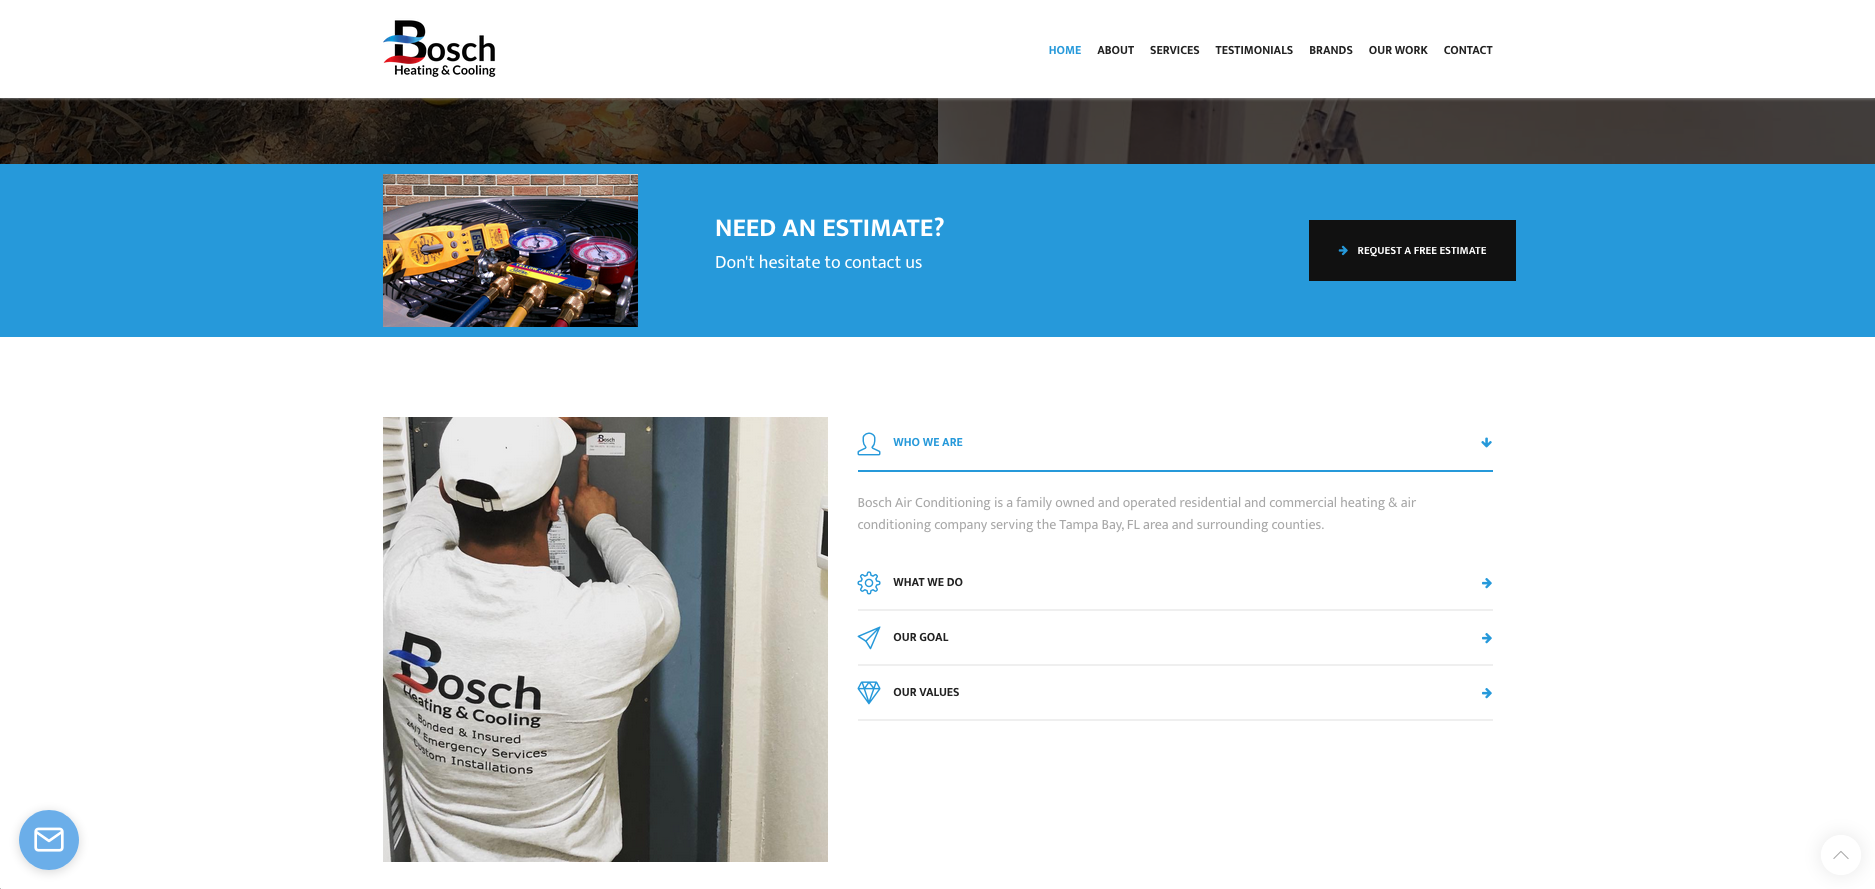 Bosch
Heating & Cooling
HOME
ABOUT
SERVICES
TESTIMONIALS
BRANDS
OUR WORK
CONTACT
YELLOW JACKET
NEED AN ESTIMATE?
Don't hesitate to contact us
REQUEST A FREE ESTIMATE
Bosch
Bosch
Heating & Cooling
Bonded & Insured
24/7 Emergency Services
Custom Installations
WHO WE ARE
Bosch Air Conditioning is a family owned and operated residential and commercial heating & air
conditioning company serving the Tampa Bay, FL area and surrounding counties.
WHAT WE DO
OUR GOAL
OUR VALUES